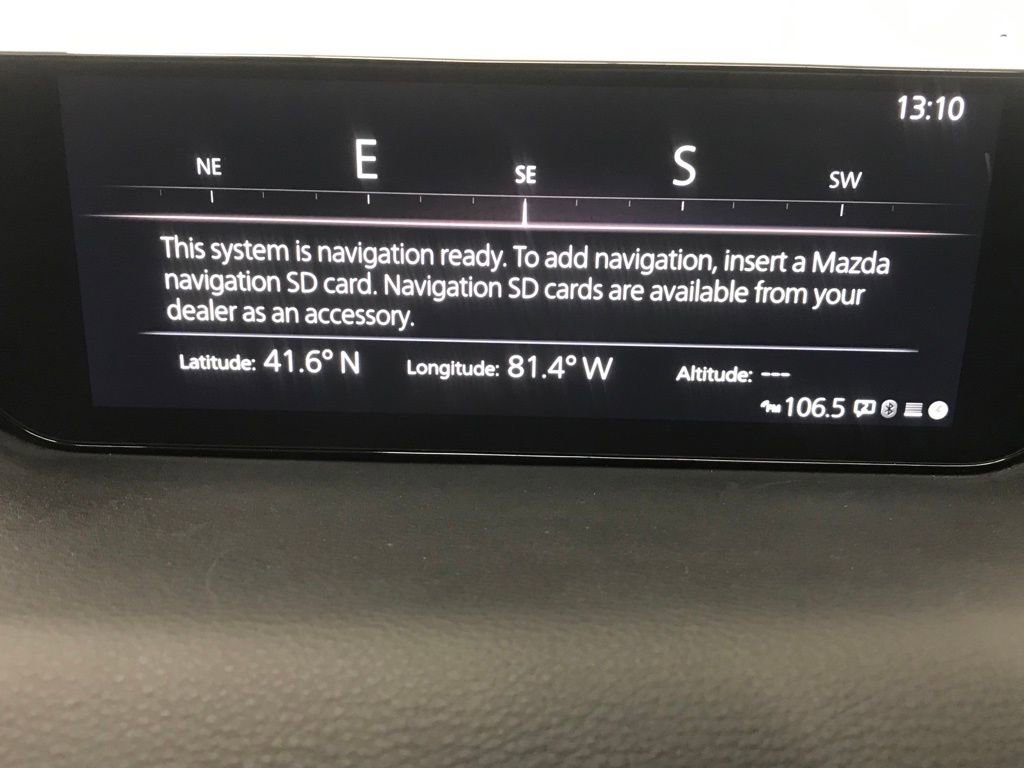 13:10
NE E SE S SW
This system is navigation ready. To add navigation, insert a Mazda
navigation SD card. Navigation SD cards are available from your
dealer as an accessory.
Latitude: 41.6° N Longitude: 81.4° W Altitude: ---
FM 106.5